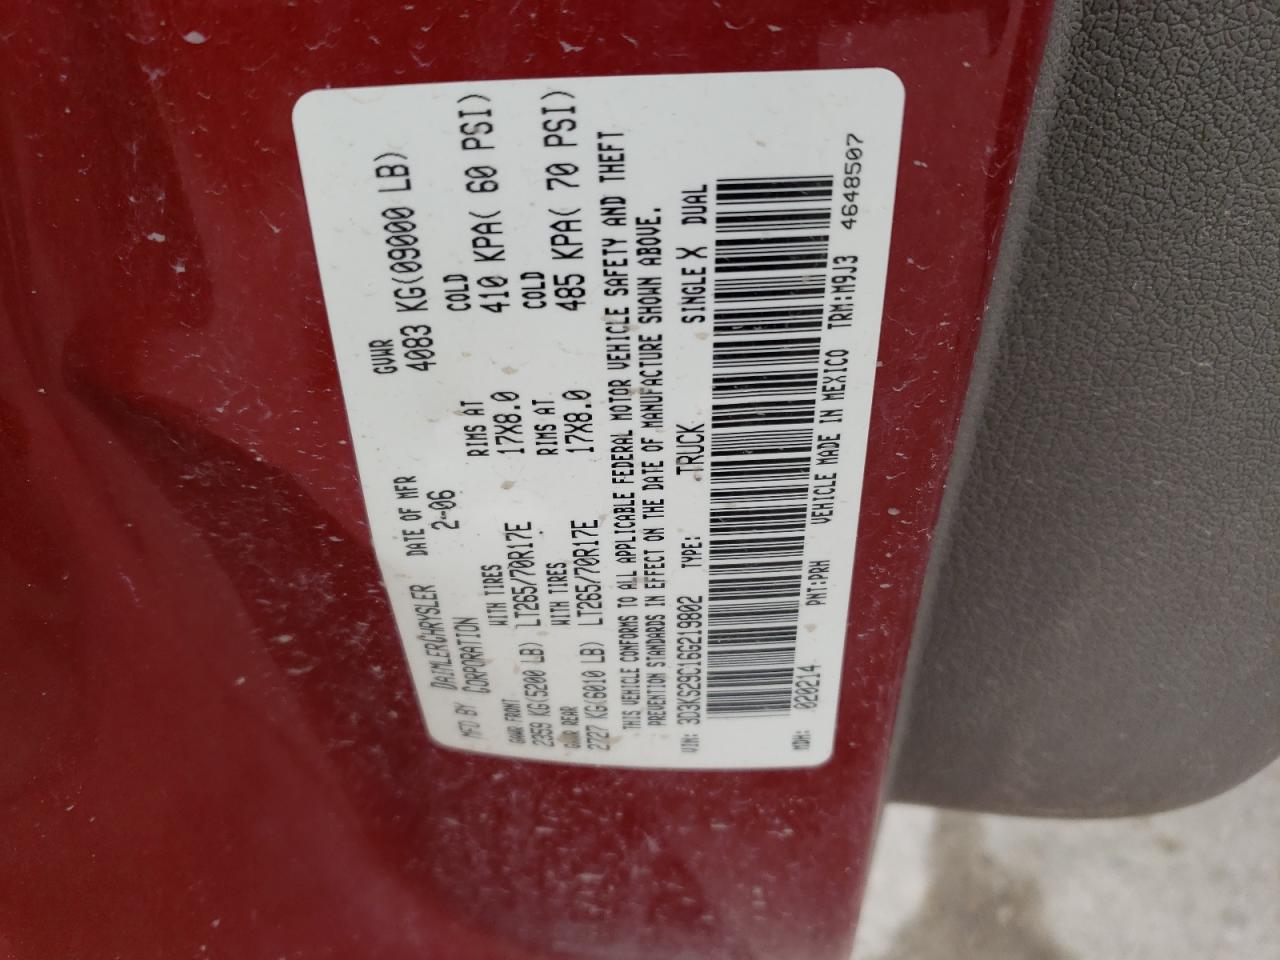 MFD BY DAIMLERCHRYSLER CORPORATION
DATE OF MFR
2-06
GVWR
4083 KG(09000 LB)
GAWR FRONT WITH TIRES RIMS AT COLD
2359 KG(5200 LB) LT265/70R17E 17X8.0 410 KPA( 60 PSI)
GAWR REAR WITH TIRES RIMS AT COLD
2727 KG(6010 LB) LT265/70R17E 17X8.0 485 KPA( 70 PSI)
THIS VEHICLE CONFORMS TO ALL APPLICABLE FEDERAL MOTOR VEHICLE SAFETY AND THEFT
PREVENTION STANDARDS IN EFFECT ON THE DATE OF MANUFACTURE SHOWN ABOVE.
VIN: 3D3KS29C16G219802 TYPE: TRUCK SINGLE X DUAL
MDH: 020214 PNT:PRH VEHICLE MADE IN MEXICO TRM:M9J3 4648507